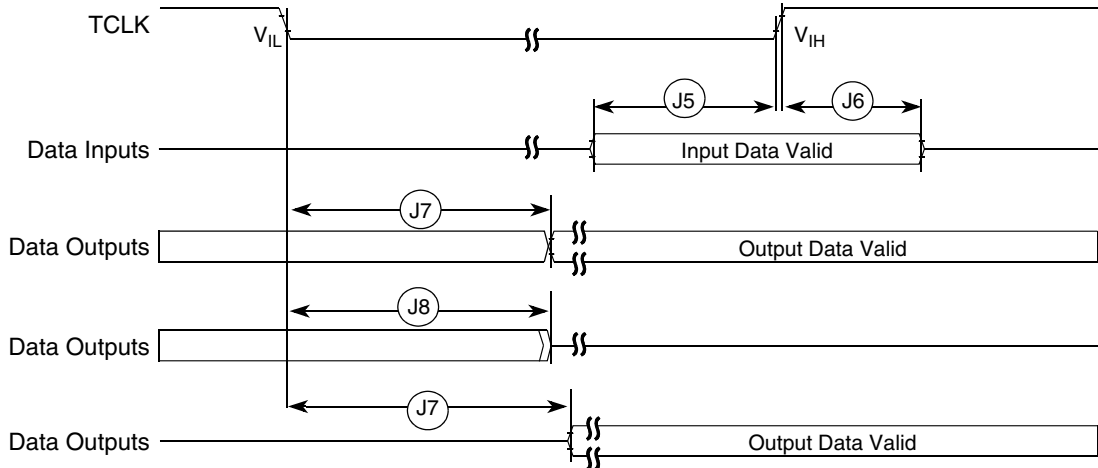 TCLK
VIL
VIH
J5
J6
Data Inputs
Input Data Valid
J7
Data Outputs
Output Data Valid
J8
Data Outputs
J7
Data Outputs
Output Data Valid